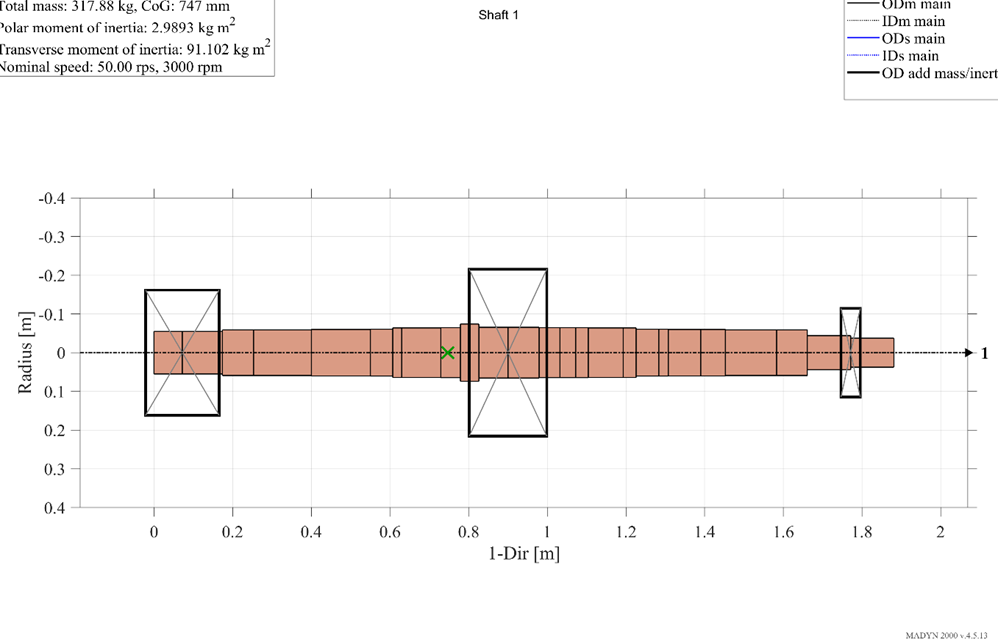 Total mass: 317.88 kg, CoG: 747 mm
Polar moment of inertia: 2.9893 kg m²
Transverse moment of inertia: 91.102 kg m²
Nominal speed: 50.00 rps, 3000 rpm
Shaft 1
ODm main
IDm main
ODs main
IDs main
OD add mass/inert
-0.4
-0.3
-0.2
-0.1
0
0.1
0.2
0.3
0.4
Radius [m]
1
0 0.2 0.4 0.6 0.8 1 1.2 1.4 1.6 1.8 2
1-Dir [m]
MADYN 2000 v.4.5.13